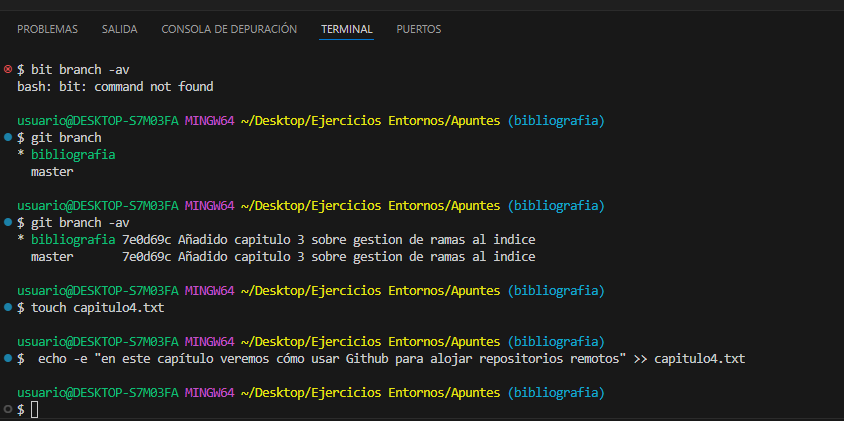 PROBLEMAS SALIDA CONSOLA DE DEPURACIÓN TERMINAL PUERTOS
$ bit branch -av
bash: bit: command not found
usuario@DESKTOP-S7M03FA MINGW64 ~/Desktop/Ejercicios Entornos/Apuntes (bibliografia)
$ git branch
* bibliografia
master
usuario@DESKTOP-S7M03FA MINGW64 ~/Desktop/Ejercicios Entornos/Apuntes (bibliografia)
$ git branch -av
* bibliografia 7e0d69c Añadido capitulo 3 sobre gestion de ramas al indice
master 7e0d69c Añadido capitulo 3 sobre gestion de ramas al indice
usuario@DESKTOP-S7M03FA MINGW64 ~/Desktop/Ejercicios Entornos/Apuntes (bibliografia)
$ touch capitulo4.txt
usuario@DESKTOP-S7M03FA MINGW64 ~/Desktop/Ejercicios Entornos/Apuntes (bibliografia)
$ echo -e "en este capítulo veremos cómo usar Github para alojar repositorios remotos" >> capitulo4.txt
usuario@DESKTOP-S7M03FA MINGW64 ~/Desktop/Ejercicios Entornos/Apuntes (bibliografia)
$